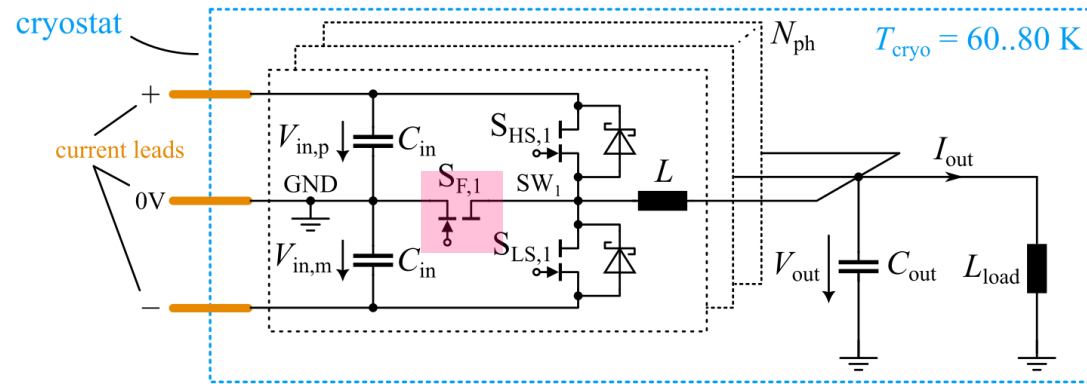 cryostat
N_ph
T_cryo = 60..80 K
+
V_in,p
C_in
S_HS,1
current leads
0V
GND
S_F,1
SW_1
L
I_out
V_in,m
C_in
S_LS,1
V_out
C_out
L_load
−